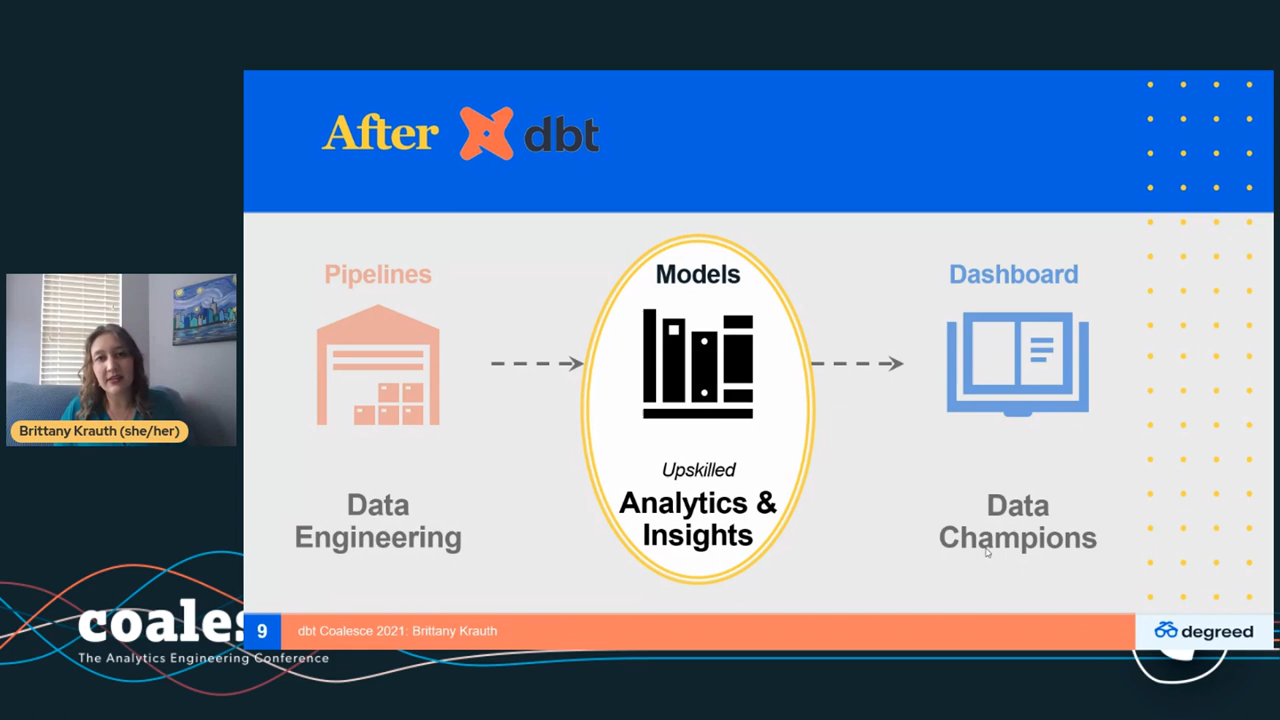 After dbt
Pipelines
Models
Dashboard
Upskilled
Data
Engineering
Analytics &
Insights
Data
Champions
Brittany Krauth (she/her)
coales
The Analytics Engineering Conference
9
dbt Coalesce 2021: Brittany Krauth
degreed